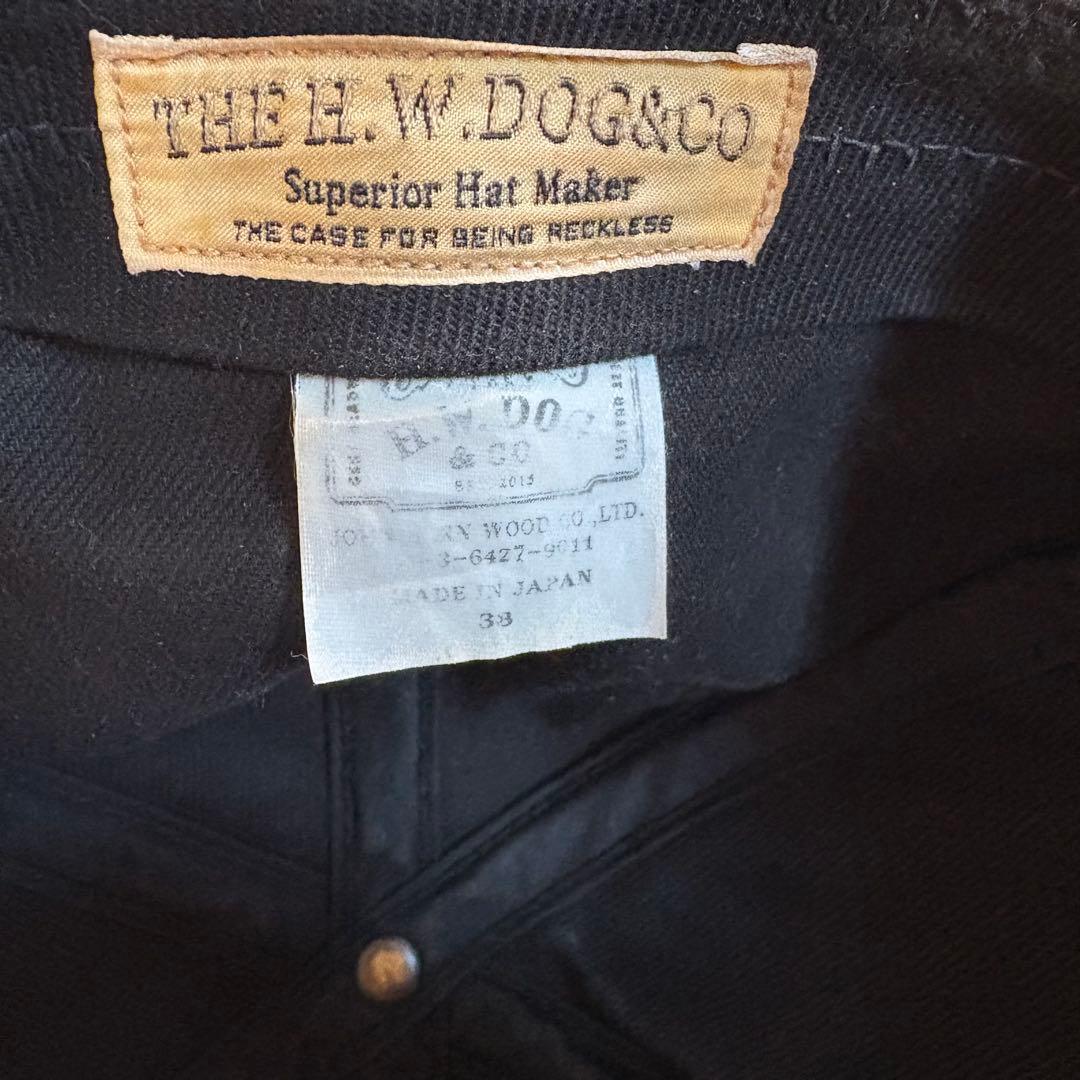 THE H.W.DOG&CO
Superior Hat Maker
THE CASE FOR BEING RECKLESS
H.W. DOG
& CO
2015
WOOD CO.,LTD.
-6427-9011
MADE IN JAPAN
38